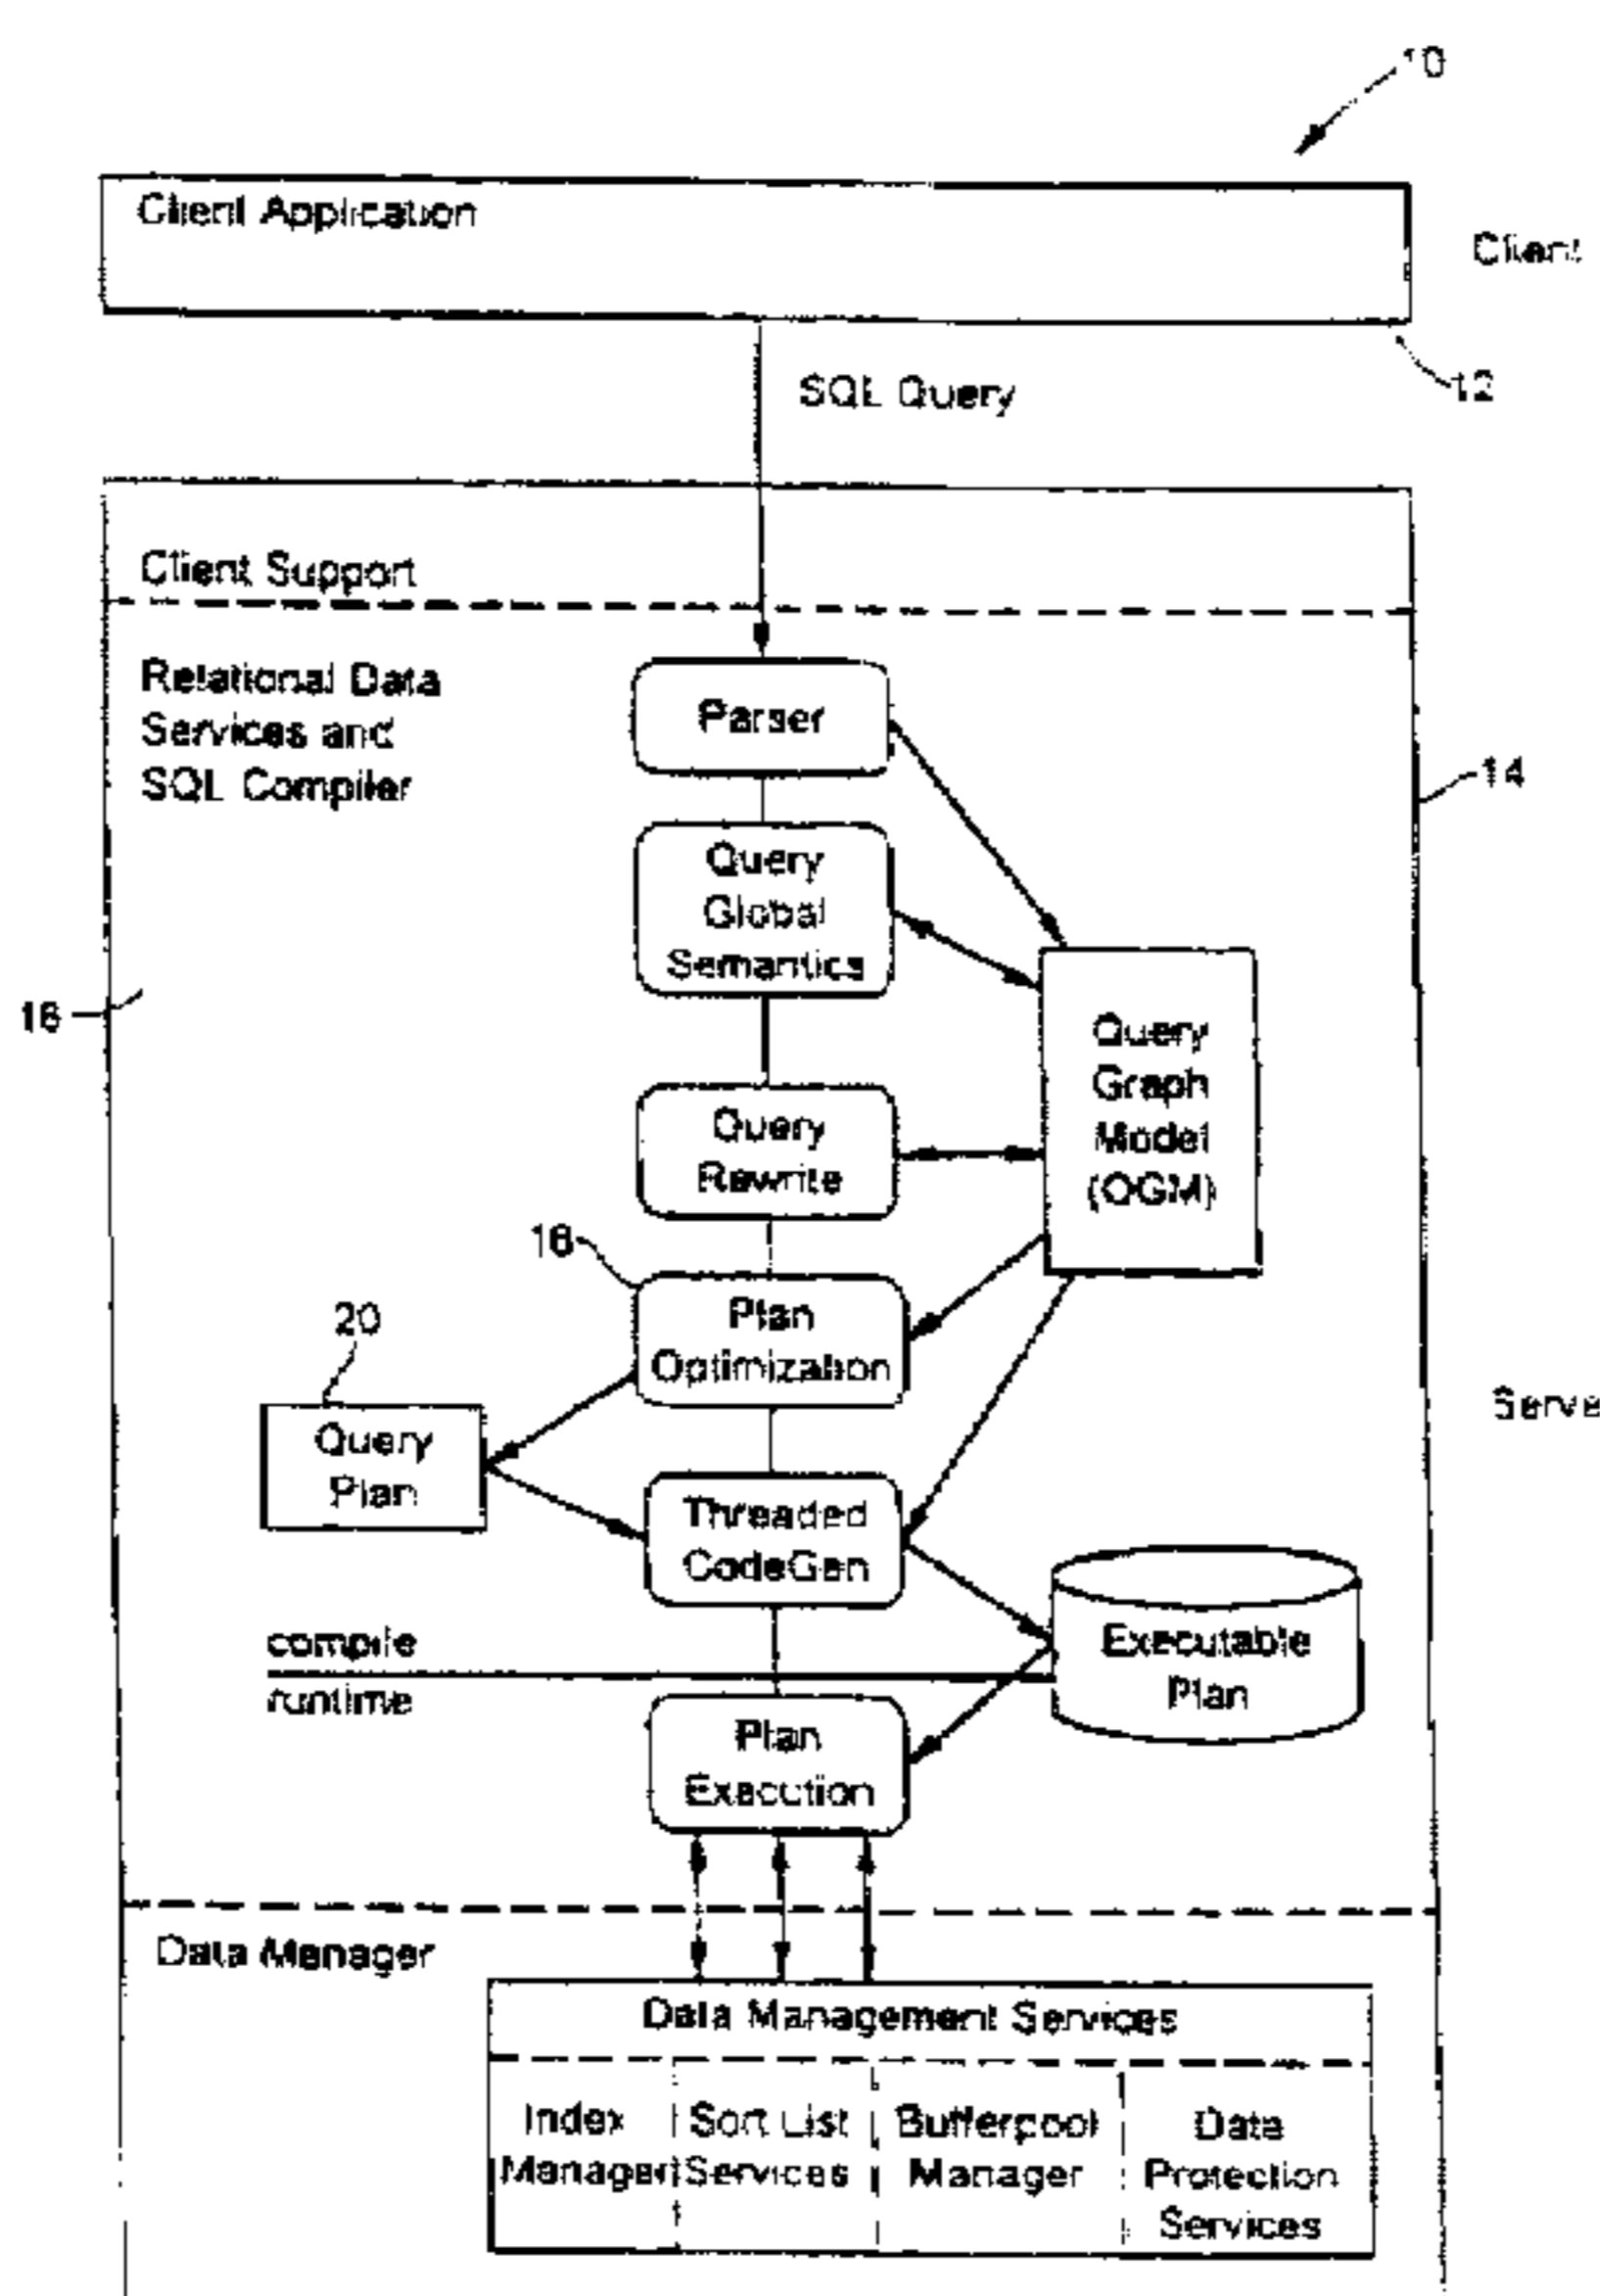 10
Client Application
Client
12
SQL Query
Client Support
Relational Data
Services and
SQL Compiler
Parser
14
Query
Global
Semantics
16
Query
Graph
Model
(QGM)
Query
Rewrite
18
Plan
Optimization
20
Query
Plan
Serve
Threaded
CodeGen
compile
runtime
Executable
Plan
Plan
Execution
Data Manager
Data Management Services
Index
Manager
Sort List
Services
Bufferpool
Manager
Data
Protection
Services